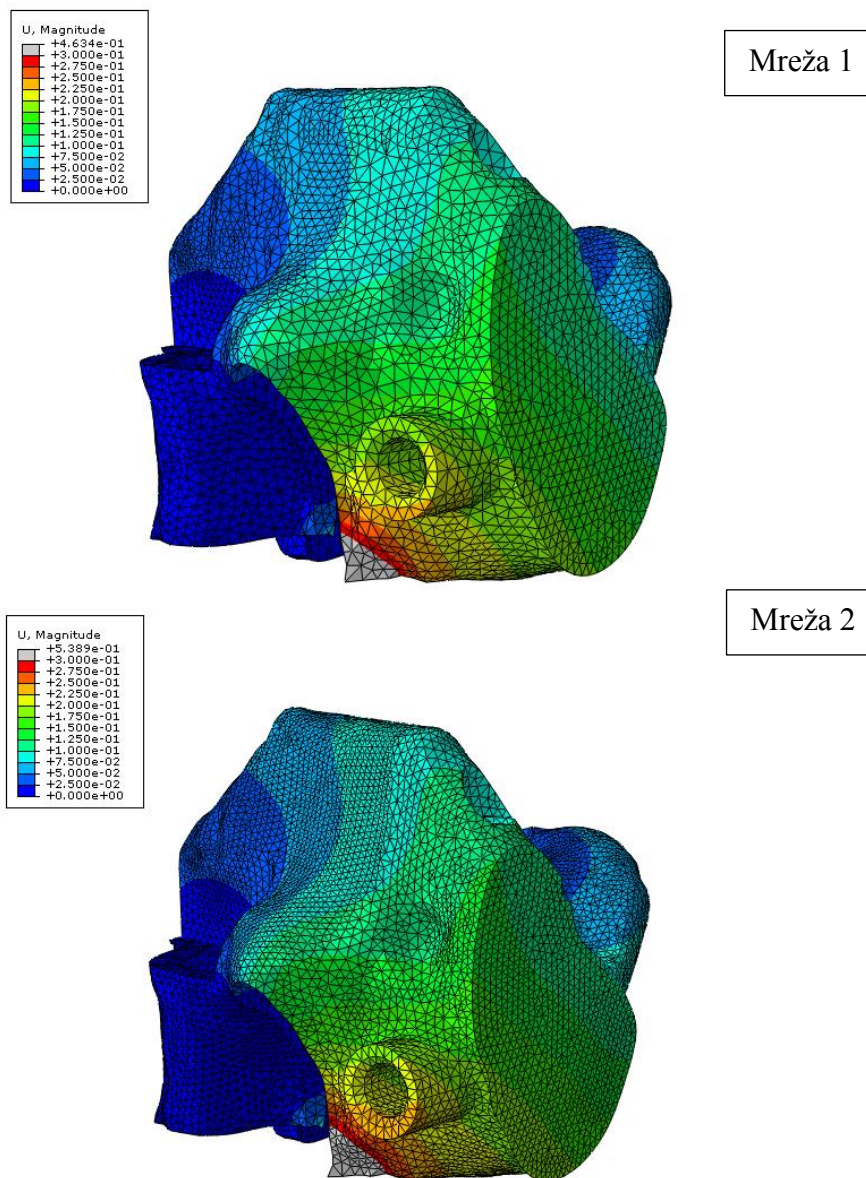 U, Magnitude
+4.634e-01
+3.000e-01
+2.750e-01
+2.500e-01
+2.250e-01
+2.000e-01
+1.750e-01
+1.500e-01
+1.250e-01
+1.000e-01
+7.500e-02
+5.000e-02
+2.500e-02
+0.000e+00
Mreža 1
U, Magnitude
+5.389e-01
+3.000e-01
+2.750e-01
+2.500e-01
+2.250e-01
+2.000e-01
+1.750e-01
+1.500e-01
+1.250e-01
+1.000e-01
+7.500e-02
+5.000e-02
+2.500e-02
+0.000e+00
Mreža 2